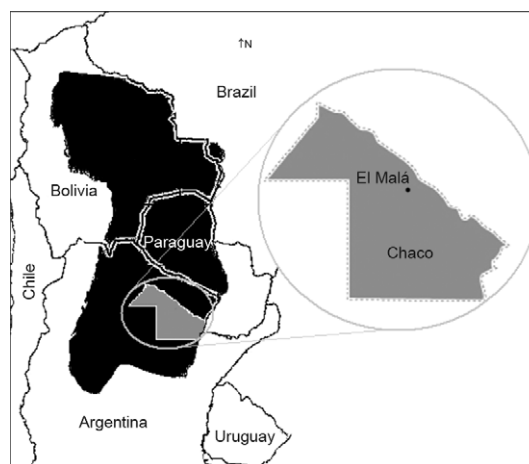 ↑N
Brazil
El Malá
Bolivia
Paraguay
Chaco
Chile
Argentina
Uruguay